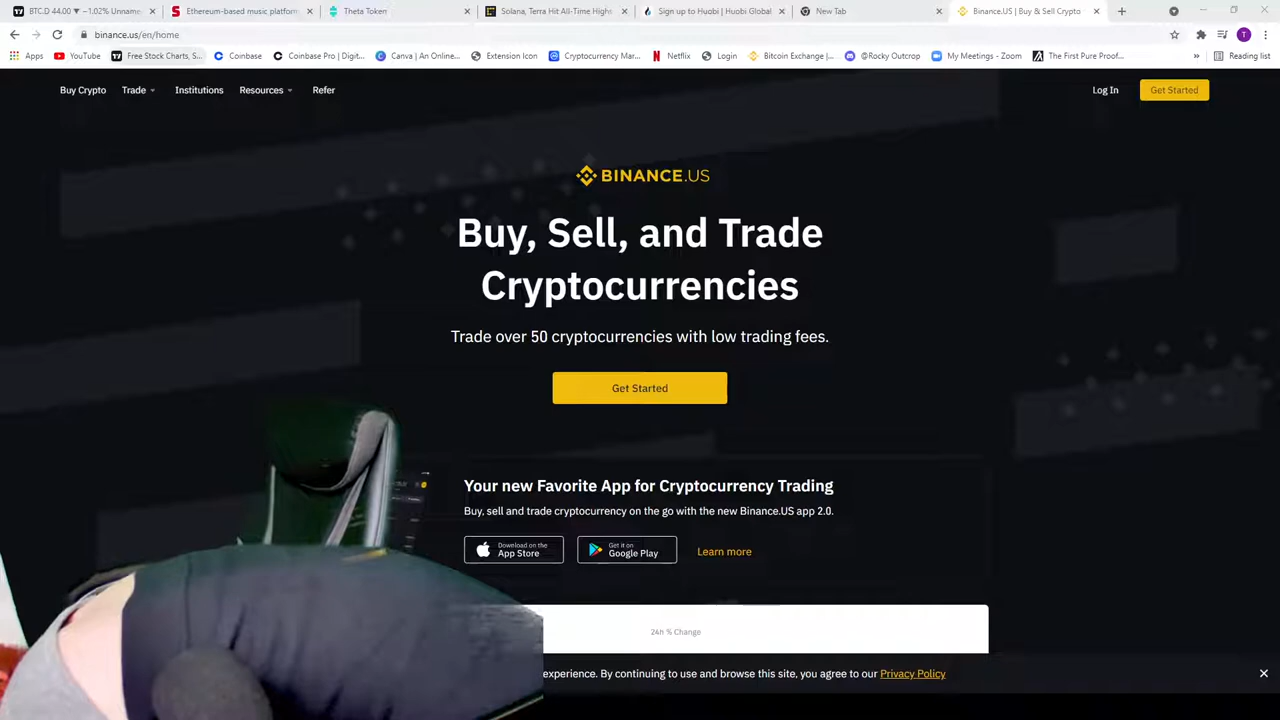 BTC.D 44.00 ▼ −1.02% Unname
Ethereum-based music platform
Theta Token
Solana, Terra Hit All-Time High
Sign up to Huobi | Huobi Global
New Tab
Binance.US | Buy & Sell Crypto
binance.us/en/home
T
Apps
YouTube
Free Stock Charts, S...
Coinbase
Coinbase Pro | Digit...
Canva | An Online...
Extension Icon
Cryptocurrency Mar...
Netflix
Login
Bitcoin Exchange |...
@Rocky Outcrop
My Meetings - Zoom
The First Pure Proof...
»
Reading list
Buy Crypto
Trade
Institutions
Resources
Refer
Log In
Get Started
BINANCE.US
Buy, Sell, and Trade
Cryptocurrencies
Trade over 50 cryptocurrencies with low trading fees.
Get Started
Your new Favorite App for Cryptocurrency Trading
Buy, sell and trade cryptocurrency on the go with the new Binance.US app 2.0.
Download on the
App Store
Get it on
Google Play
Learn more
24h % Change
experience. By continuing to use and browse this site, you agree to our Privacy Policy